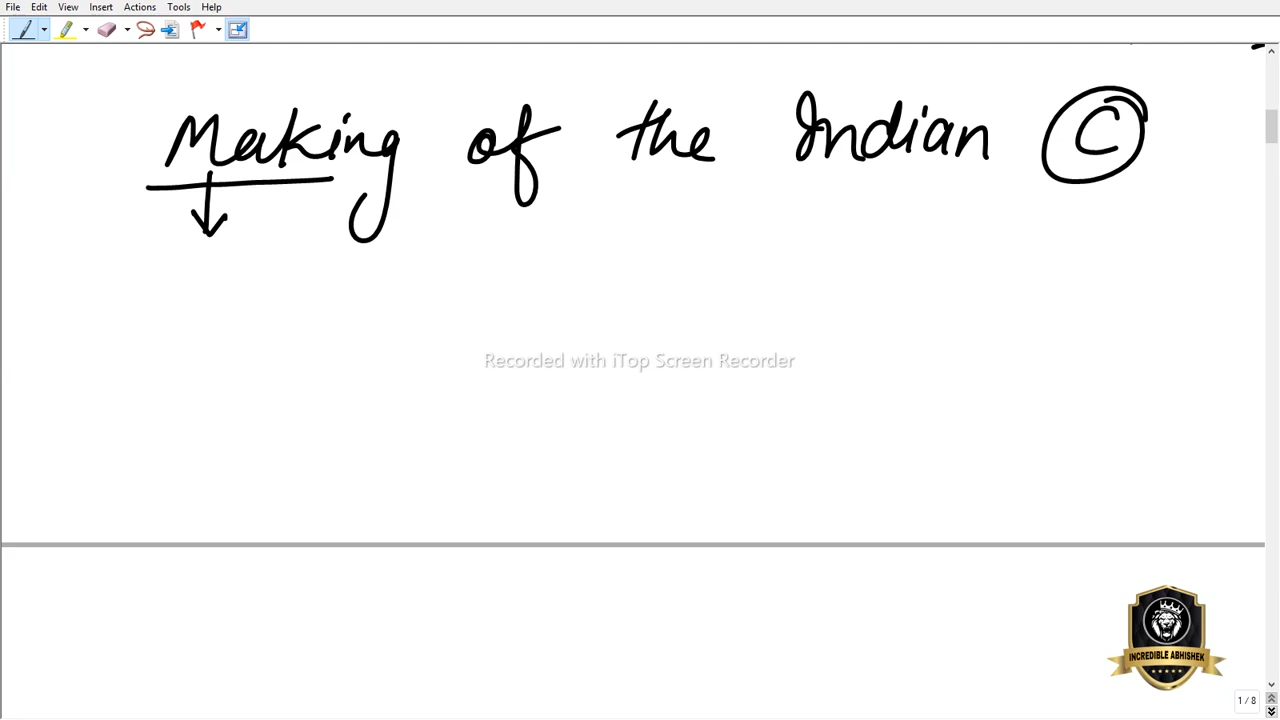 File Edit View Insert Actions Tools Help
Making of the Indian C
Recorded with iTop Screen Recorder
INCREDIBLE ABHISHEK
1 / 8